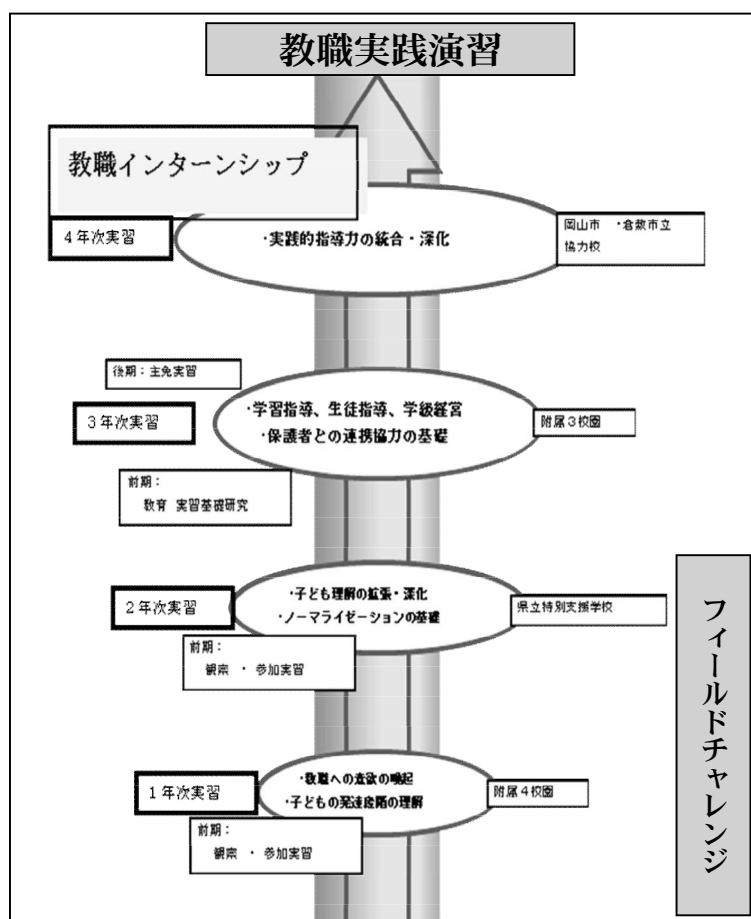 教職実践演習
教職インターンシップ
4年次実習
・実践的指導力の統合・深化
岡山市 ・倉敷市立
協力校
後期：主免実習
3年次実習
・学習指導、生徒指導、学級経営
・保護者との連携協力の基礎
附属3校園
前期：
教育 実習基礎研究
2年次実習
・子ども理解の拡張・深化
・ノーマライゼーションの基礎
県立特別支援学校
前期：
観察 ・ 参加実習
1年次実習
・教職への意欲の喚起
・子どもの発達段階の理解
附属4校園
前期：
観察 ・ 参加実習
フィールドチャレンジ